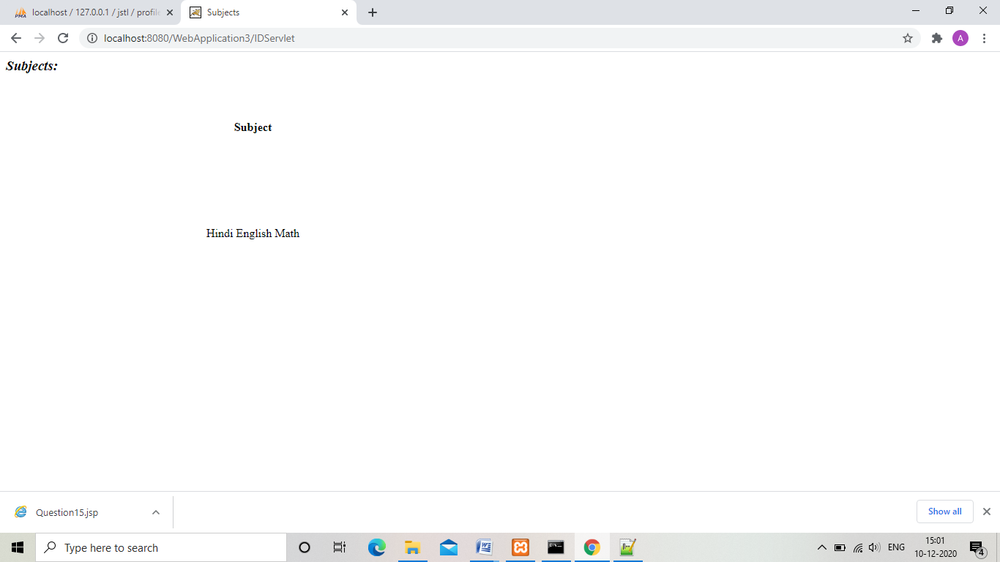 localhost / 127.0.0.1 / jstl / profile
Subjects
A
localhost:8080/WebApplication3/IDServlet
Subjects:
Subject
Hindi English Math
Question15.jsp
Show all
Type here to search
ENG
15:01
10-12-2020
4